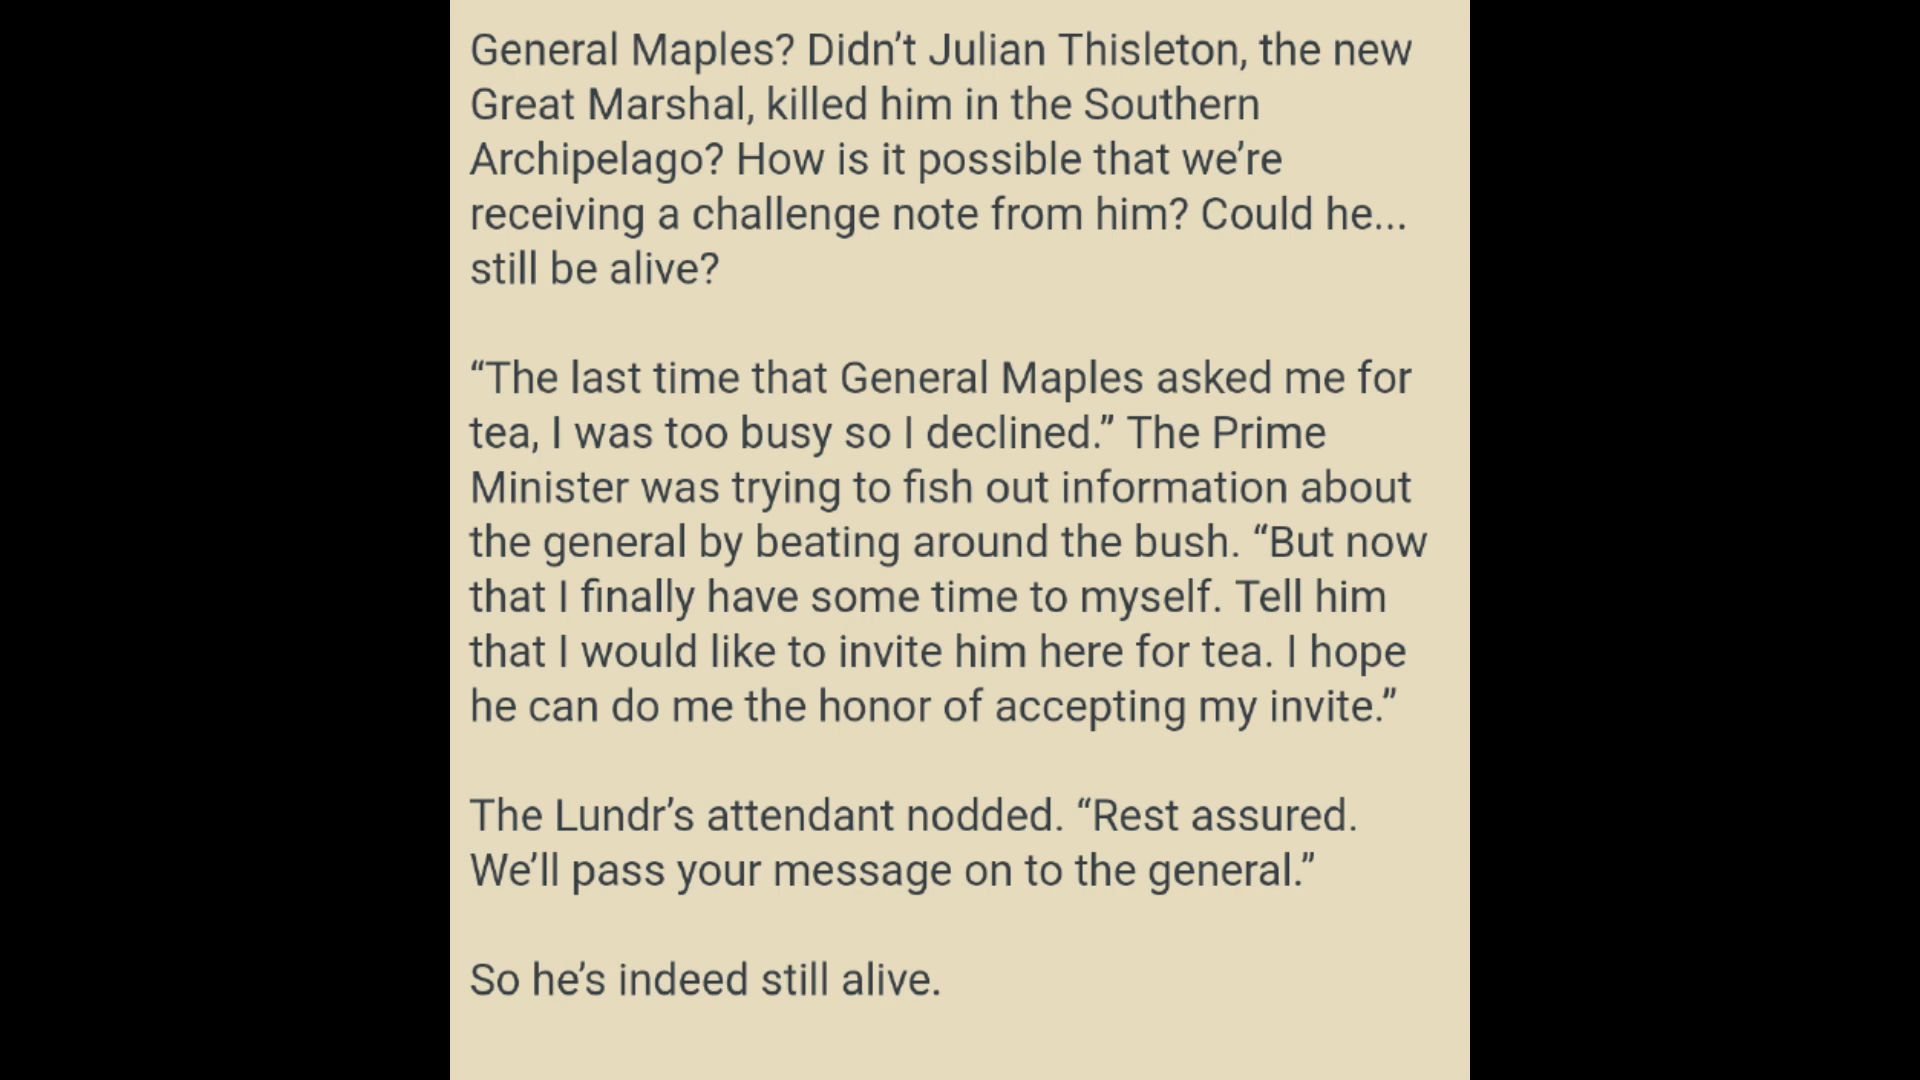 General Maples? Didn’t Julian Thisleton, the new
Great Marshal, killed him in the Southern
Archipelago? How is it possible that we’re
receiving a challenge note from him? Could he...
still be alive?
“The last time that General Maples asked me for
tea, I was too busy so I declined.” The Prime
Minister was trying to fish out information about
the general by beating around the bush. “But now
that I finally have some time to myself. Tell him
that I would like to invite him here for tea. I hope
he can do me the honor of accepting my invite.”
The Lundr’s attendant nodded. “Rest assured.
We’ll pass your message on to the general.”
So he’s indeed still alive.